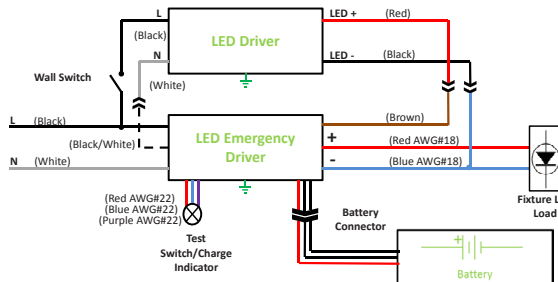 L
LED +
(Red)
(Black)
LED Driver
N
LED -
(Black)
Wall Switch
(White)
L
(Black)
(Brown)
(Black/White)
LED Emergency
Driver
+
(Red AWG#18)
N
(White)
-
(Blue AWG#18)
(Red AWG#22)
(Blue AWG#22)
(Purple AWG#22)
Test
Switch/Charge
Indicator
Battery
Connector
Fixture L
Load
+
Battery